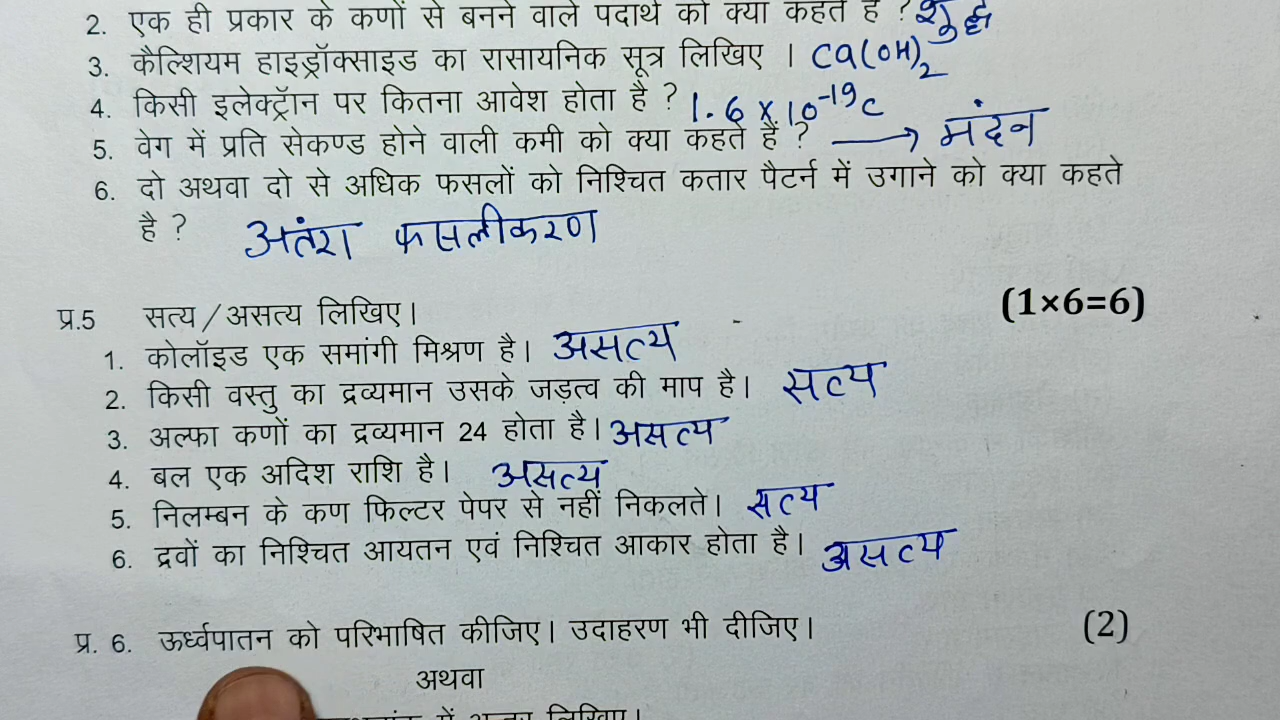 2. एक ही प्रकार के कणों से बनने वाले पदार्थ को क्या कहते है ? शुद्ध
3. कैल्शियम हाइड्रॉक्साइड का रासायनिक सूत्र लिखिए । Ca(OH)2
4. किसी इलेक्ट्रॅान पर कितना आवेश होता है ? 1.6 x 10⁻¹⁹ c
5. वेग में प्रति सेकण्ड होने वाली कमी को क्या कहते हैं ? → मंदन
6. दो अथवा दो से अधिक फसलों को निश्चित कतार पैटर्न में उगाने को क्या कहते
है ? अतंरा फसलीकरण
प्र.5 सत्य/असत्य लिखिए। (1×6=6)
1. कोलॉइड एक समांगी मिश्रण है। असत्य
2. किसी वस्तु का द्रव्यमान उसके जड़त्व की माप है। सत्य
3. अल्फा कणों का द्रव्यमान 24 होता है। असत्य
4. बल एक अदिश राशि है। असत्य
5. निलम्बन के कण फिल्टर पेपर से नहीं निकलते। सत्य
6. द्रवों का निश्चित आयतन एवं निश्चित आकार होता है। असत्य
प्र. 6. ऊर्ध्वपातन को परिभाषित कीजिए। उदाहरण भी दीजिए। (2)
अथवा
में अन्तर लिखिए।